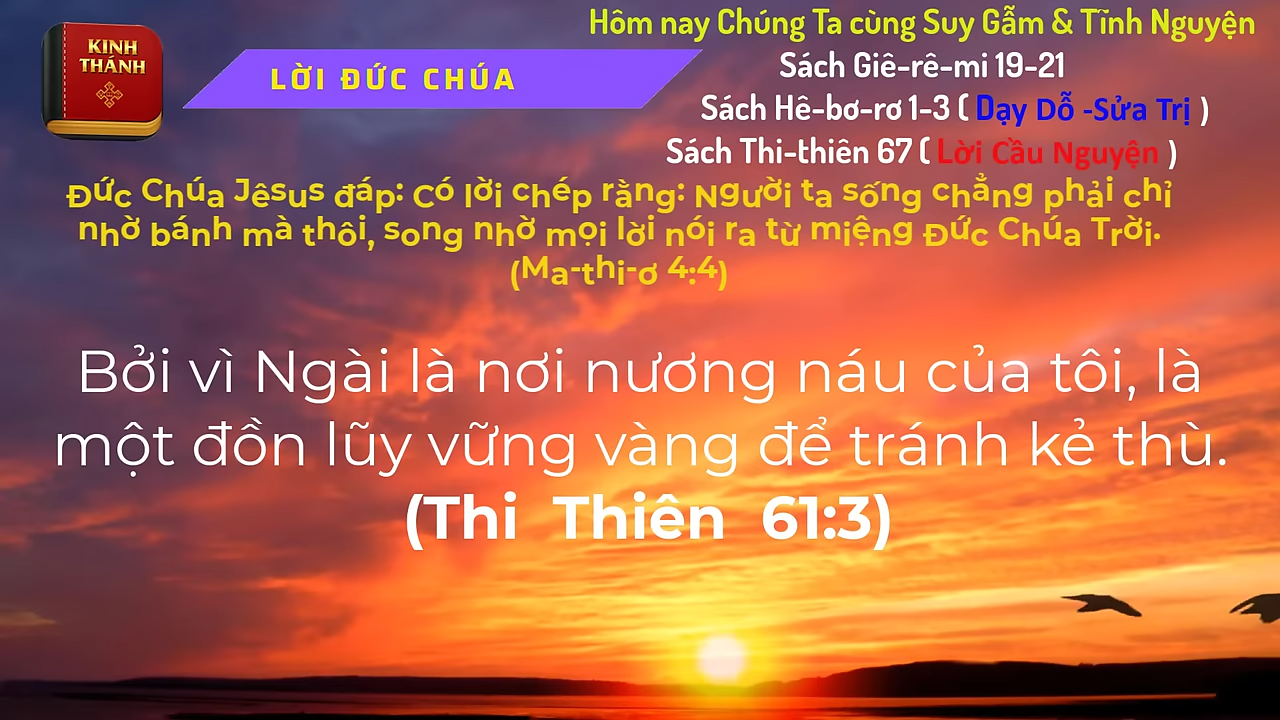 KINH
THÁNH
LỜI ĐỨC CHÚA
Hôm nay Chúng Ta cùng Suy Gẫm & Tĩnh Nguyện
Sách Giê-rê-mi 19-21
Sách Hê-bơ-rơ 1-3 ( Dạy Dỗ -Sửa Trị )
Sách Thi-thiên 67 ( Lời Cầu Nguyện )
Đức Chúa Jêsus đáp: Có lời chép rằng: Người ta sống chẳng phải chỉ
nhờ bánh mà thôi, song nhờ mọi lời nói ra từ miệng Đức Chúa Trời.
(Ma-thi-ơ 4:4)
Bởi vì Ngài là nơi nương náu của tôi, là
một đồn lũy vững vàng để tránh kẻ thù.
(Thi Thiên 61:3)